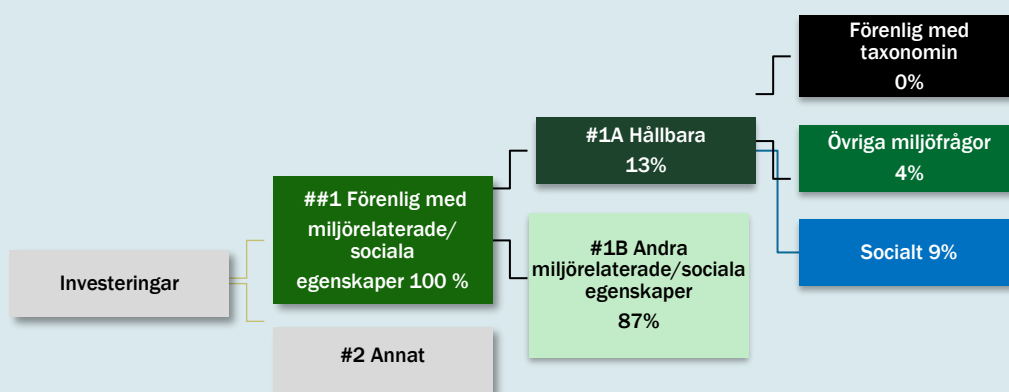 Investeringar
##1 Förenlig med
miljörelaterade/
sociala
egenskaper 100 %
#2 Annat
#1A Hållbara
13%
#1B Andra
miljörelaterade/sociala
egenskaper
87%
Förenlig med
taxonomin
0%
Övriga miljöfrågor
4%
Socialt 9%